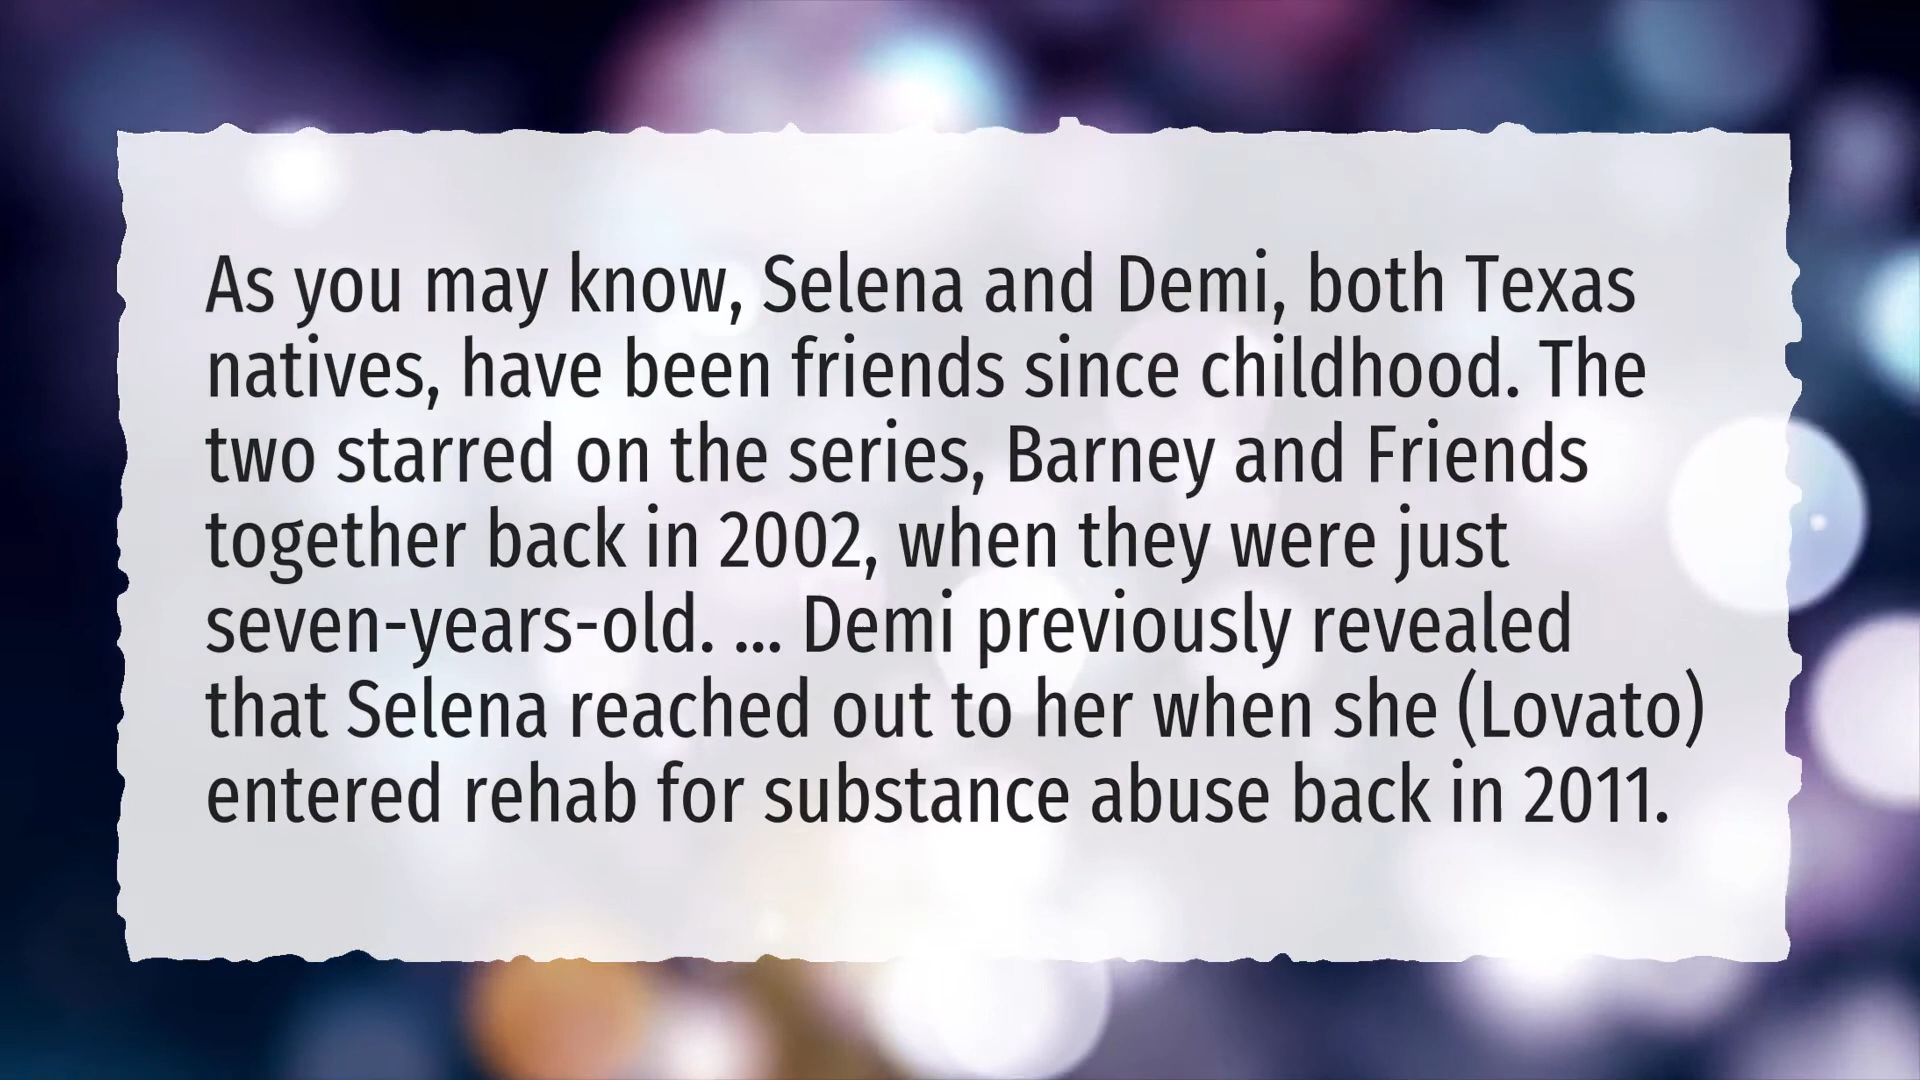 As you may know, Selena and Demi, both Texas
natives, have been friends since childhood. The
two starred on the series, Barney and Friends
together back in 2002, when they were just
seven-years-old. ... Demi previously revealed
that Selena reached out to her when she (Lovato)
entered rehab for substance abuse back in 2011.